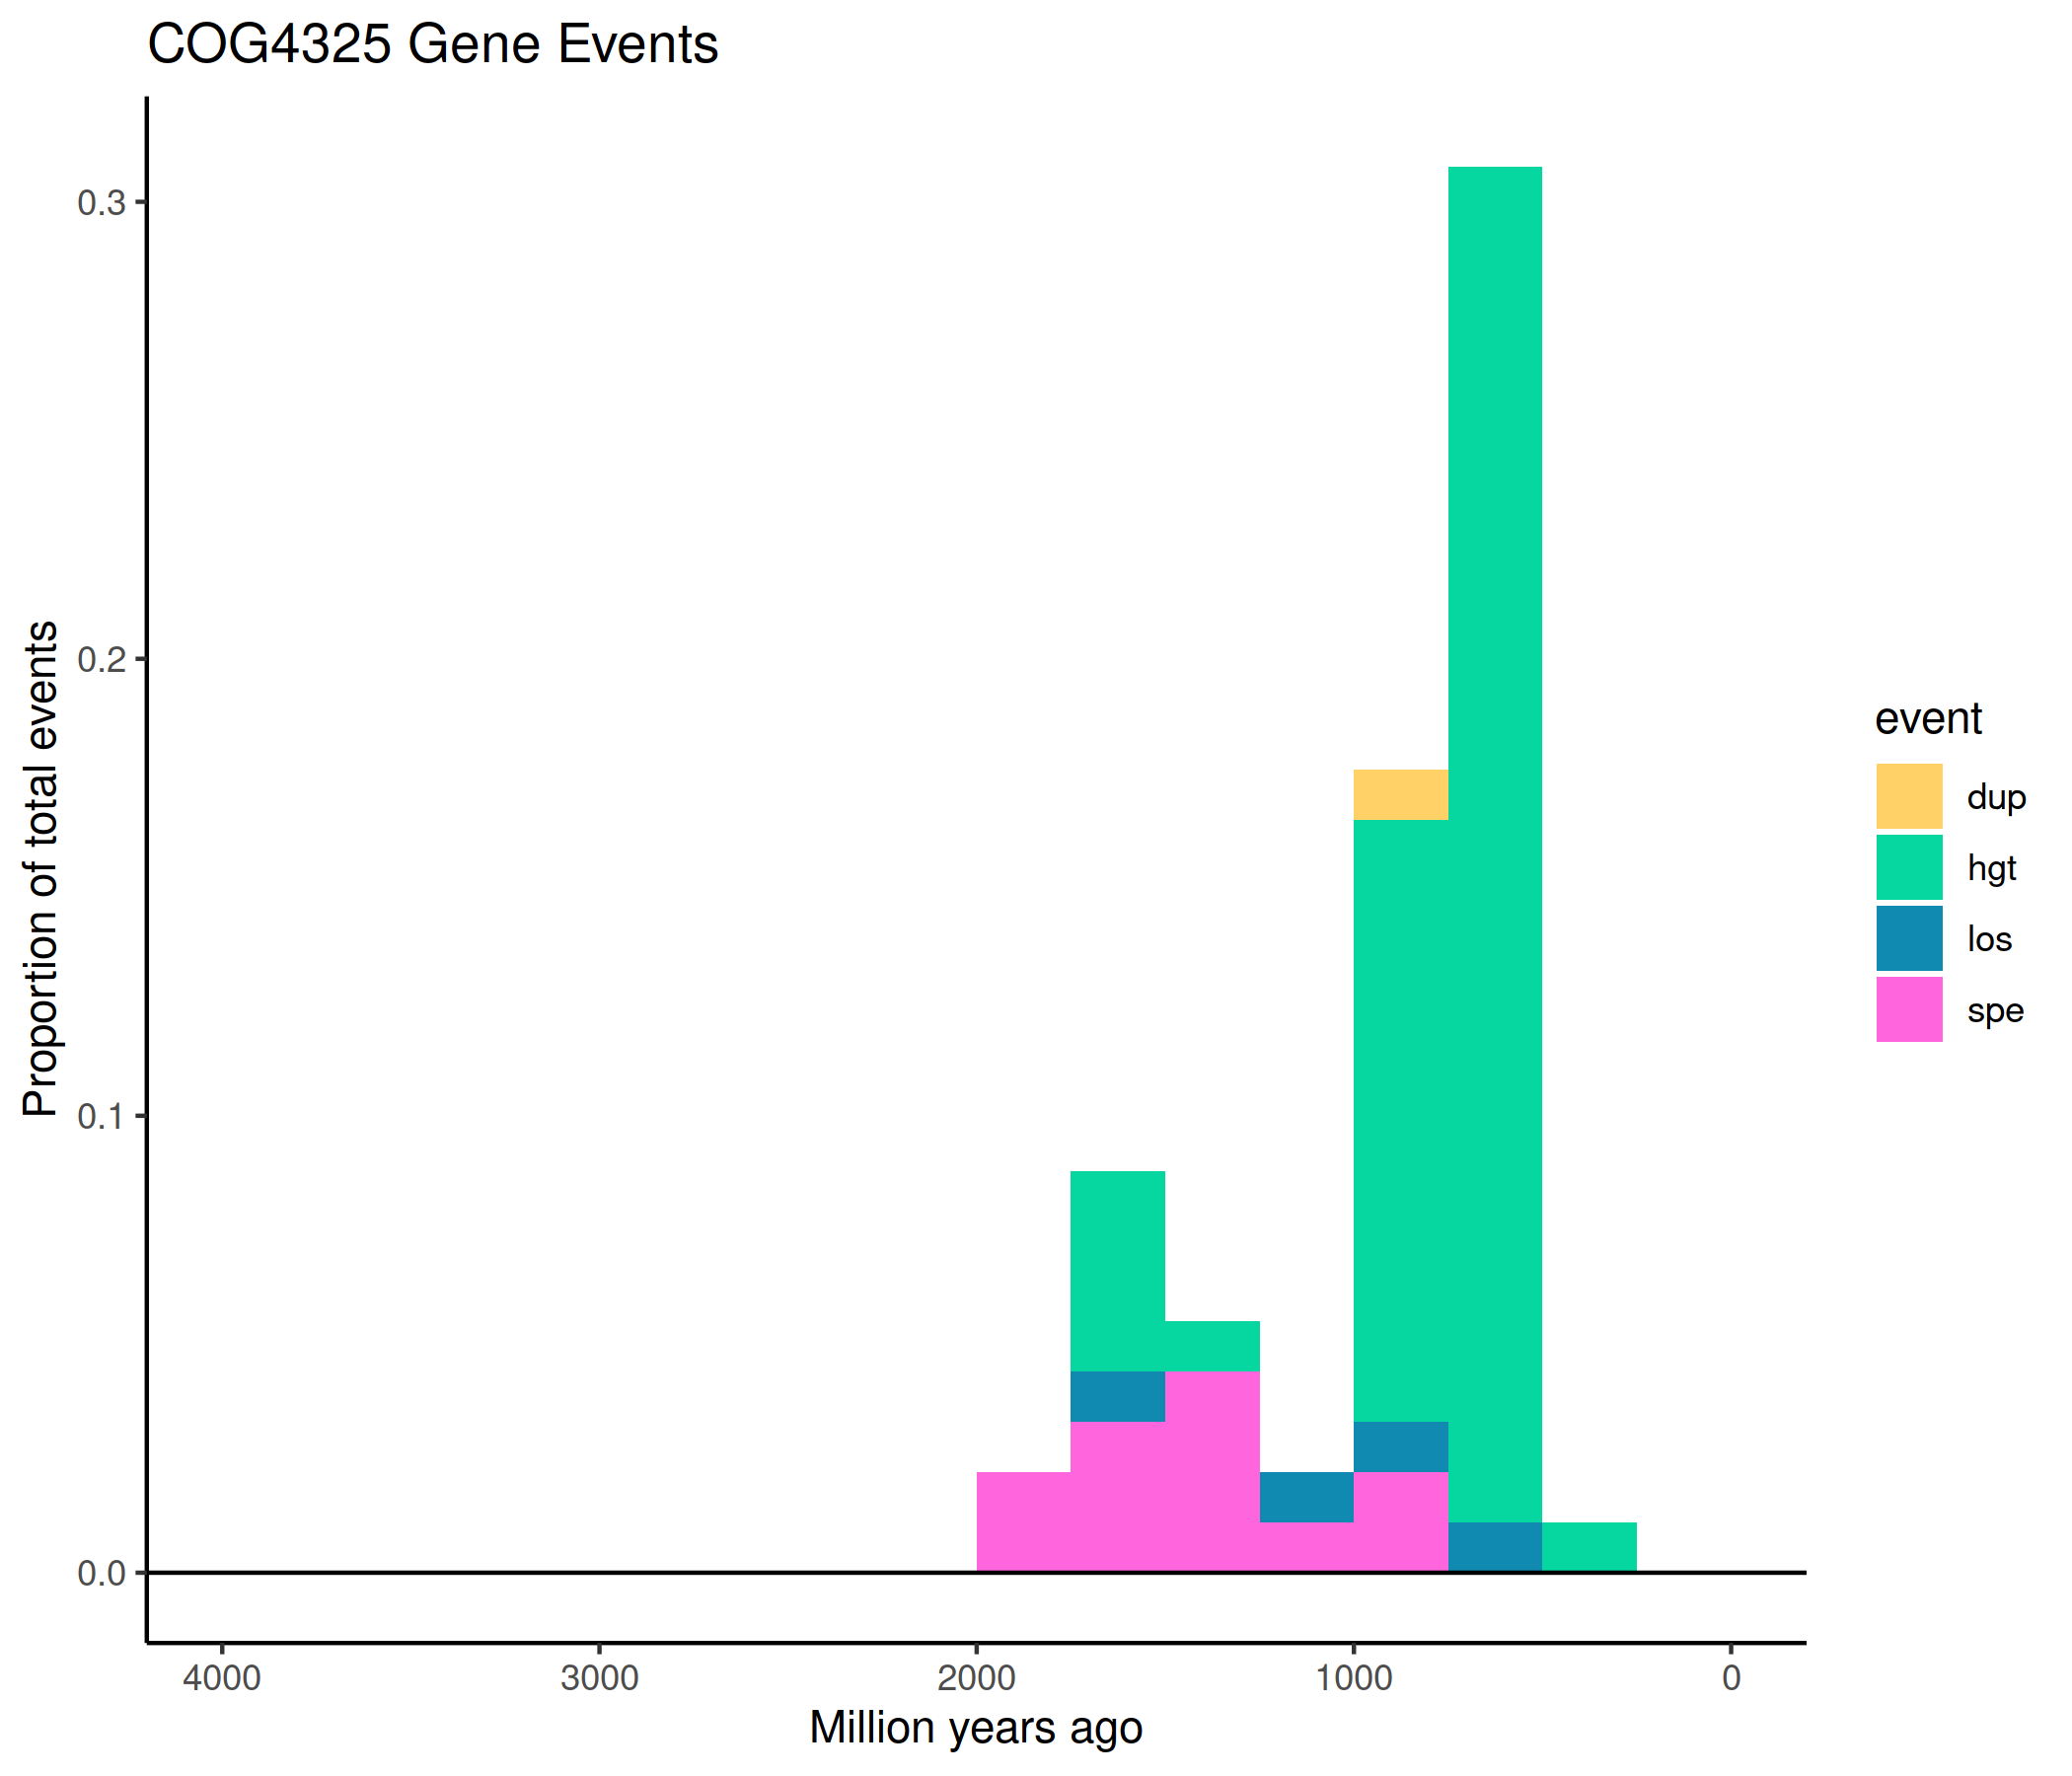 COG4325 Gene Events
Proportion of total events
0.3
0.2
0.1
0.0
4000 3000 2000 1000 0
Million years ago
event
dup
hgt
los
spe